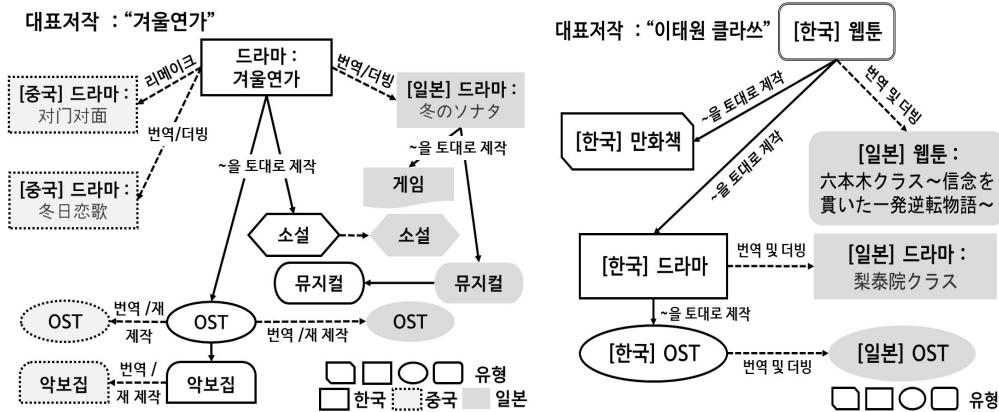 대표저작 : “겨울연가”
드라마 :
겨울연가
리메이크
번역/더빙
[중국] 드라마 :
对门对面
[일본] 드라마 :
冬のソナタ
번역/더빙
~을 토대로 제작
~을 토대로 제작
게임
[중국] 드라마 :
冬日恋歌
소설
소설
뮤지컬
뮤지컬
OST
번역 /재
제작
OST
번역 /재 제작
OST
악보집
번역 /
재 제작
악보집
유형
한국
중국
일본
대표저작 : “이태원 클라쓰”
[한국] 웹툰
~을 토대로 제작
번역 및 더빙
[한국] 만화책
~을 토대로 제작
[일본] 웹툰 :
六本木クラス～信念を
貫いた一発逆転物語～
[한국] 드라마
번역 및 더빙
[일본] 드라마 :
梨泰院クラス
~을 토대로 제작
[한국] OST
번역 및 더빙
[일본] OST
유형